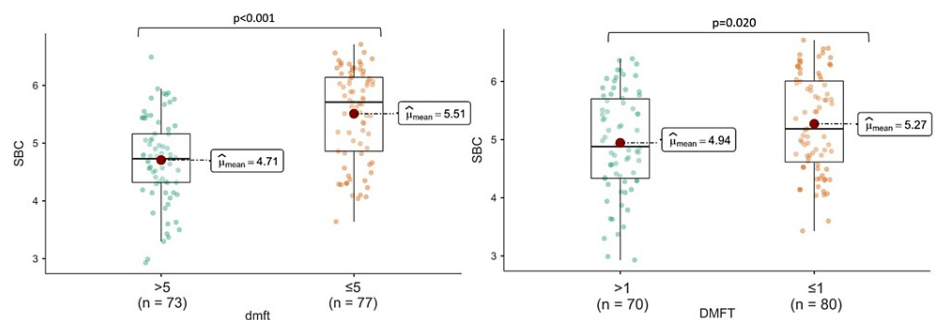 p<0.001
SBC
6
5
4
3
μ̂mean = 4.71
μ̂mean = 5.51
>5
(n = 73)
≤5
(n = 77)
dmft
p=0.020
SBC
6
5
4
3
μ̂mean = 4.94
μ̂mean = 5.27
>1
(n = 70)
≤1
(n = 80)
DMFT